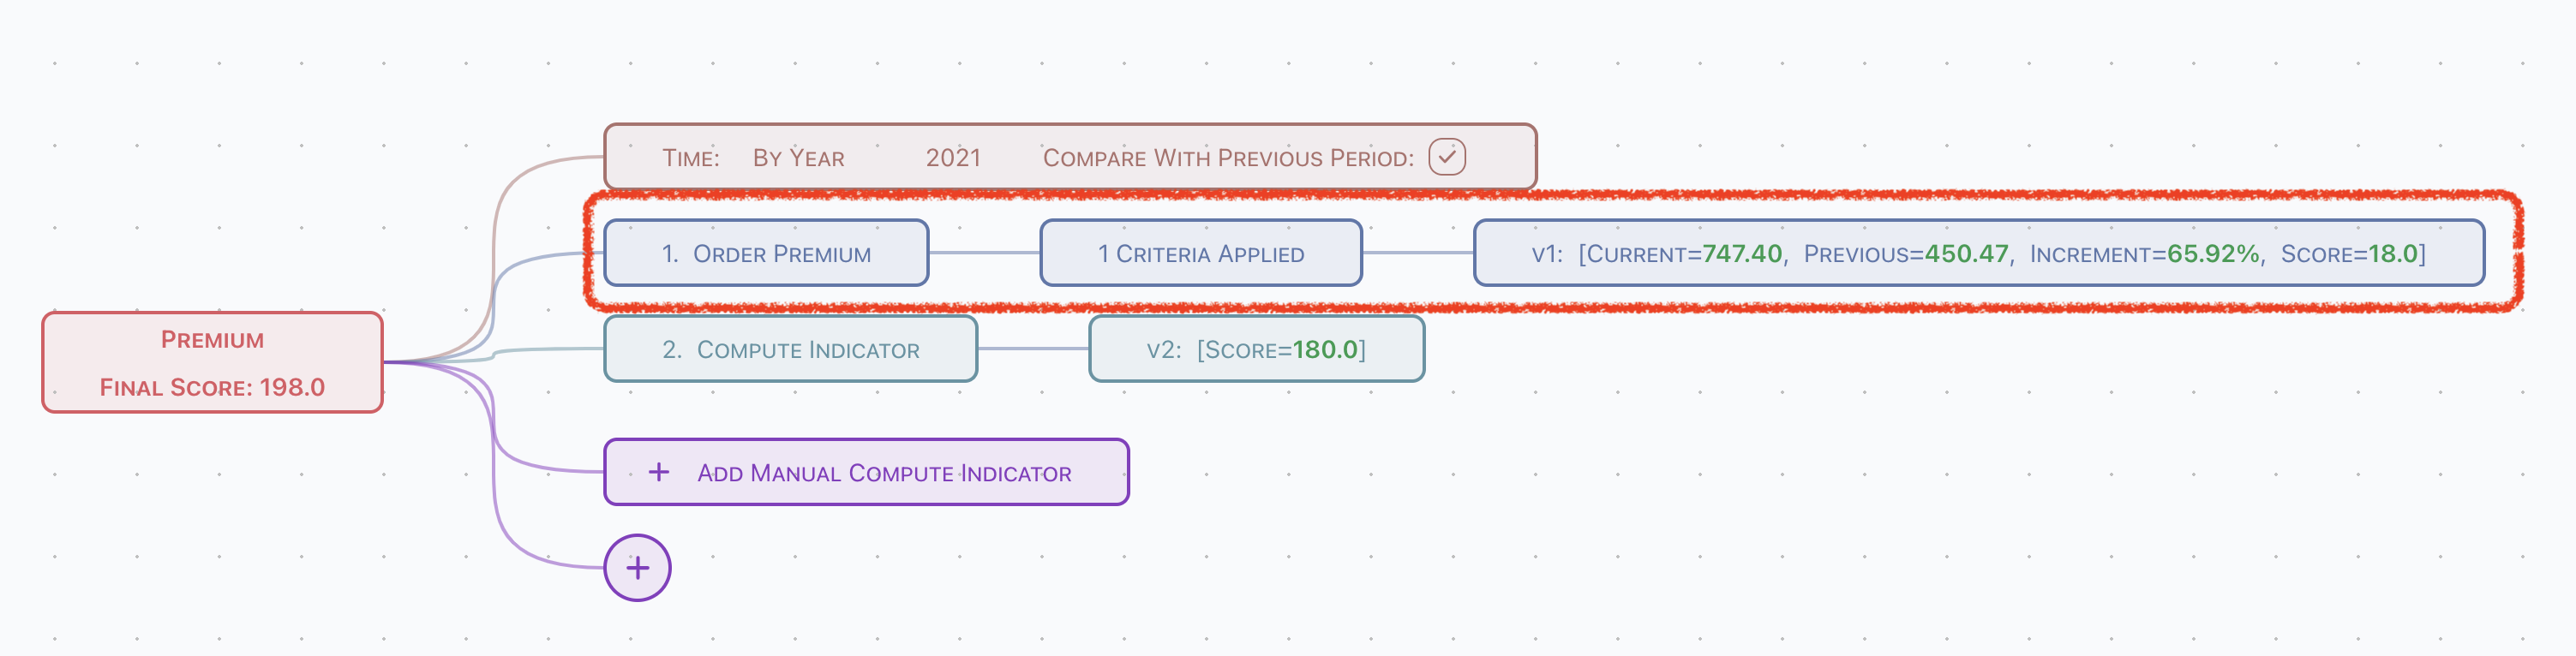 Premium
Final Score: 198.0
Time: By Year 2021 Compare With Previous Period:
1. Order Premium
1 Criteria Applied
v1: [Current=747.40, Previous=450.47, Increment=65.92%, Score=18.0]
2. Compute Indicator
v2: [Score=180.0]
+ Add Manual Compute Indicator
+